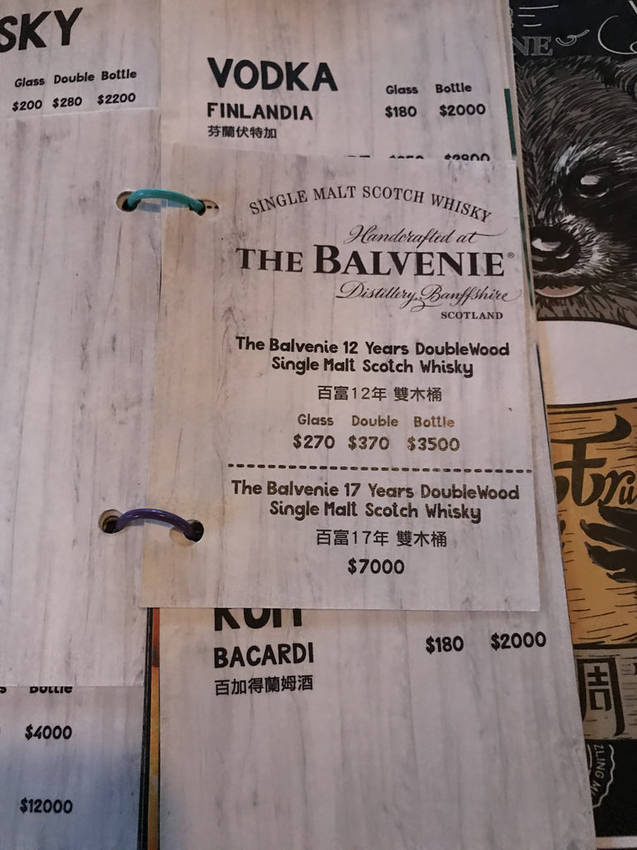 SKY
Glass Double Bottle
$200 $280 $2200
VODKA
Glass Bottle
FINLANDIA $180 $2000
芬蘭伏特加
SINGLE MALT SCOTCH WHISKY
Handcrafted at
THE BALVENIE®
Distillery, Banffshire
SCOTLAND
The Balvenie 12 Years DoubleWood
Single Malt Scotch Whisky
百富12年 雙木桶
Glass Double Bottle
$270 $370 $3500
The Balvenie 17 Years DoubleWood
Single Malt Scotch Whisky
百富17年 雙木桶
$7000
BACARDI $180 $2000
百加得蘭姆酒
$4000
$12000